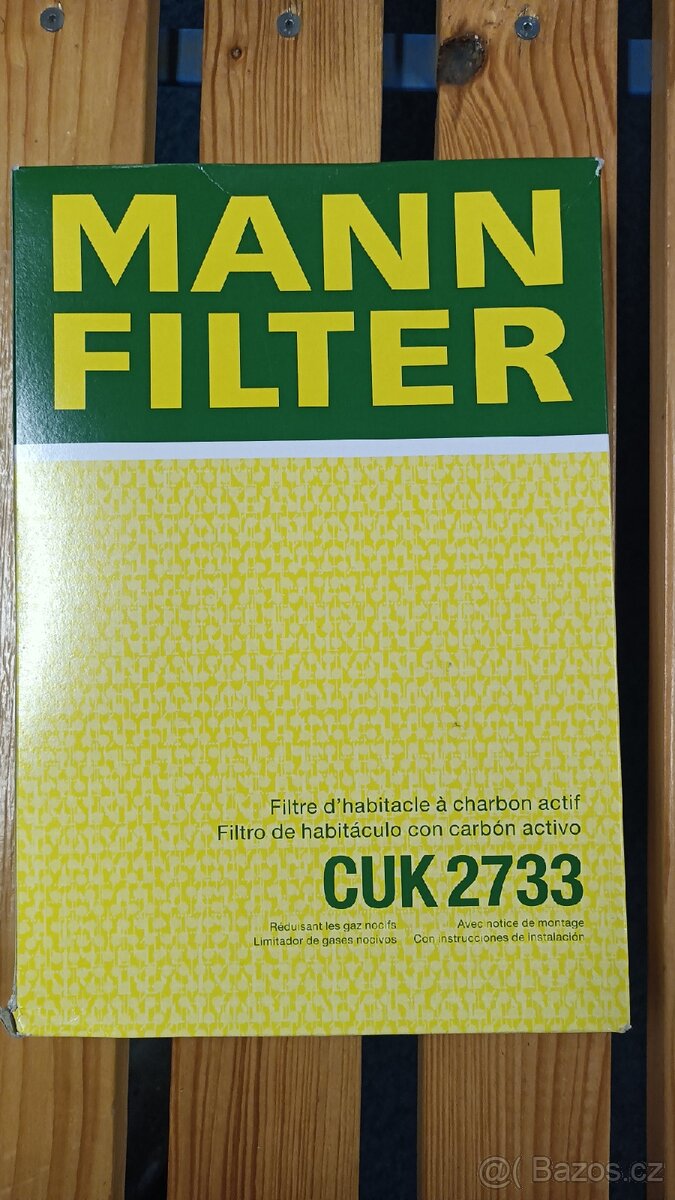 MANN
FILTER
Filtre d'habitacle à charbon actif
Filtro de habitáculo con carbón activo
CUK 2733
Réduisant les gaz nocifs
Limitador de gases nocivos
Avec notice de montage
Con instrucciones de instalación
@( Bazos.cz